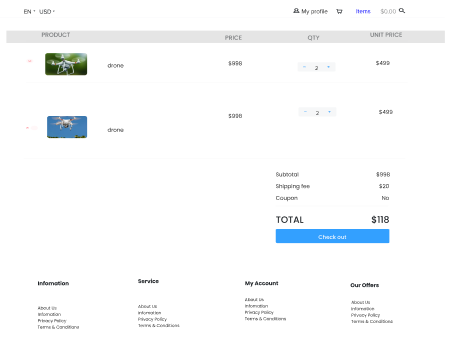 EN USD My profile Items $0.00
PRODUCT PRICE QTY UNIT PRICE
drone $998 - 2 + $499
drone $998 - 2 + $499
Subtotal $998
Shipping fee $20
Coupon No
TOTAL $118
Check out
Infomation Service My Account Our Offers
About Us About Us About Us About Us
Infomation Infomation Infomation Infomation
Privacy Policy Privacy Policy Privacy Policy Privacy Policy
Terms & Conditions Terms & Conditions Terms & Conditions Terms & Conditions